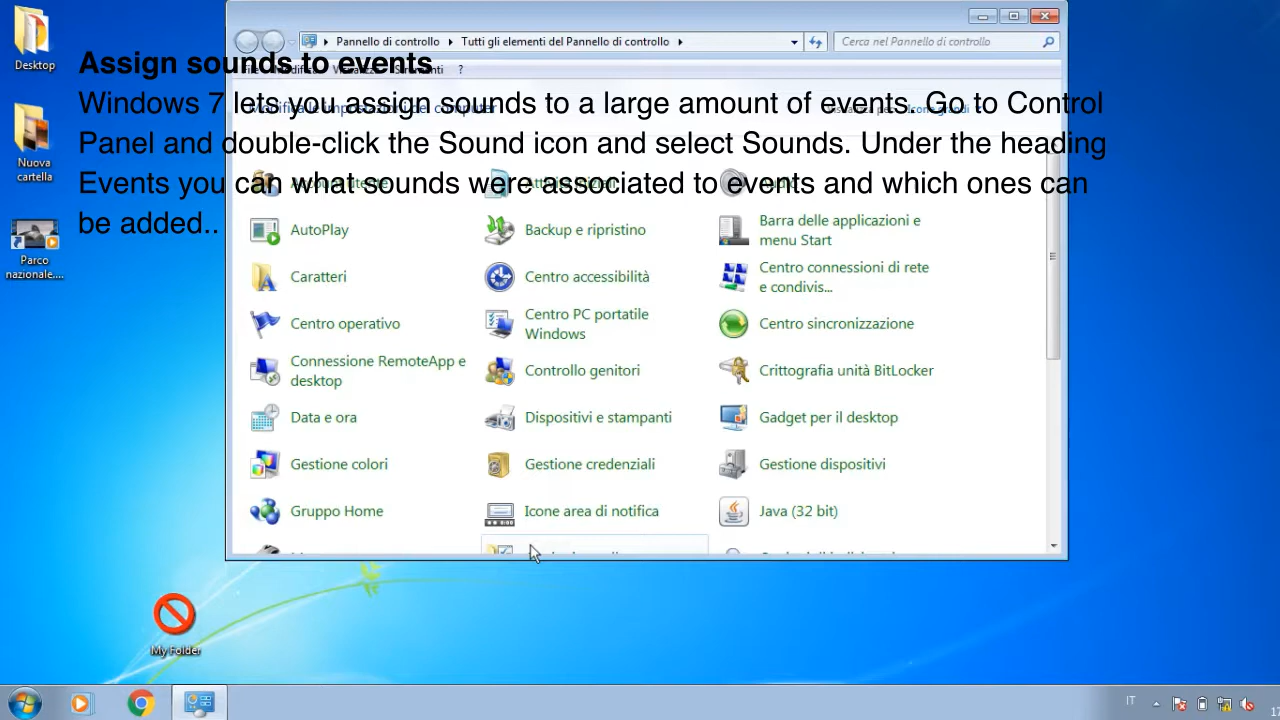 Desktop
Nuova
cartella
Parco
nazionale....
My Folder
Pannello di controllo
Tutti gli elementi del Pannello di controllo
Cerca nel Pannello di controllo
Assign sounds to events
Windows 7 lets you assign sounds to a large amount of events. Go to Control
Panel and double-click the Sound icon and select Sounds. Under the heading
Events you can what sounds were associated to events and which ones can
be added..
?
AutoPlay
Backup e ripristino
Barra delle applicazioni e
menu Start
Caratteri
Centro accessibilità
Centro connessioni di rete
e condivis...
Centro operativo
Centro PC portatile
Windows
Centro sincronizzazione
Connessione RemoteApp e
desktop
Controllo genitori
Crittografia unità BitLocker
Data e ora
Dispositivi e stampanti
Gadget per il desktop
Gestione colori
Gestione credenziali
Gestione dispositivi
Gruppo Home
Icone area di notifica
Java (32 bit)
IT